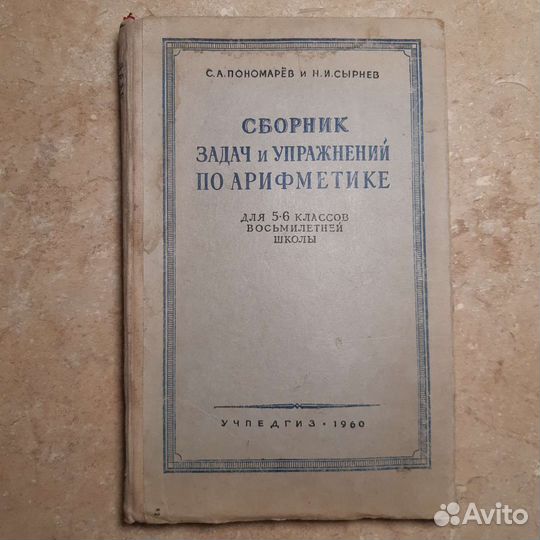 С.А.ПОНОМАРЁВ и Н.И.СЫРНЕВ
СБОРНИК
ЗАДАЧ и УПРАЖНЕНИЙ
ПО АРИФМЕТИКЕ
ДЛЯ 5-6 КЛАССОВ
ВОСЬМИЛЕТНЕЙ
ШКОЛЫ
УЧПЕДГИЗ · 1960
Avito